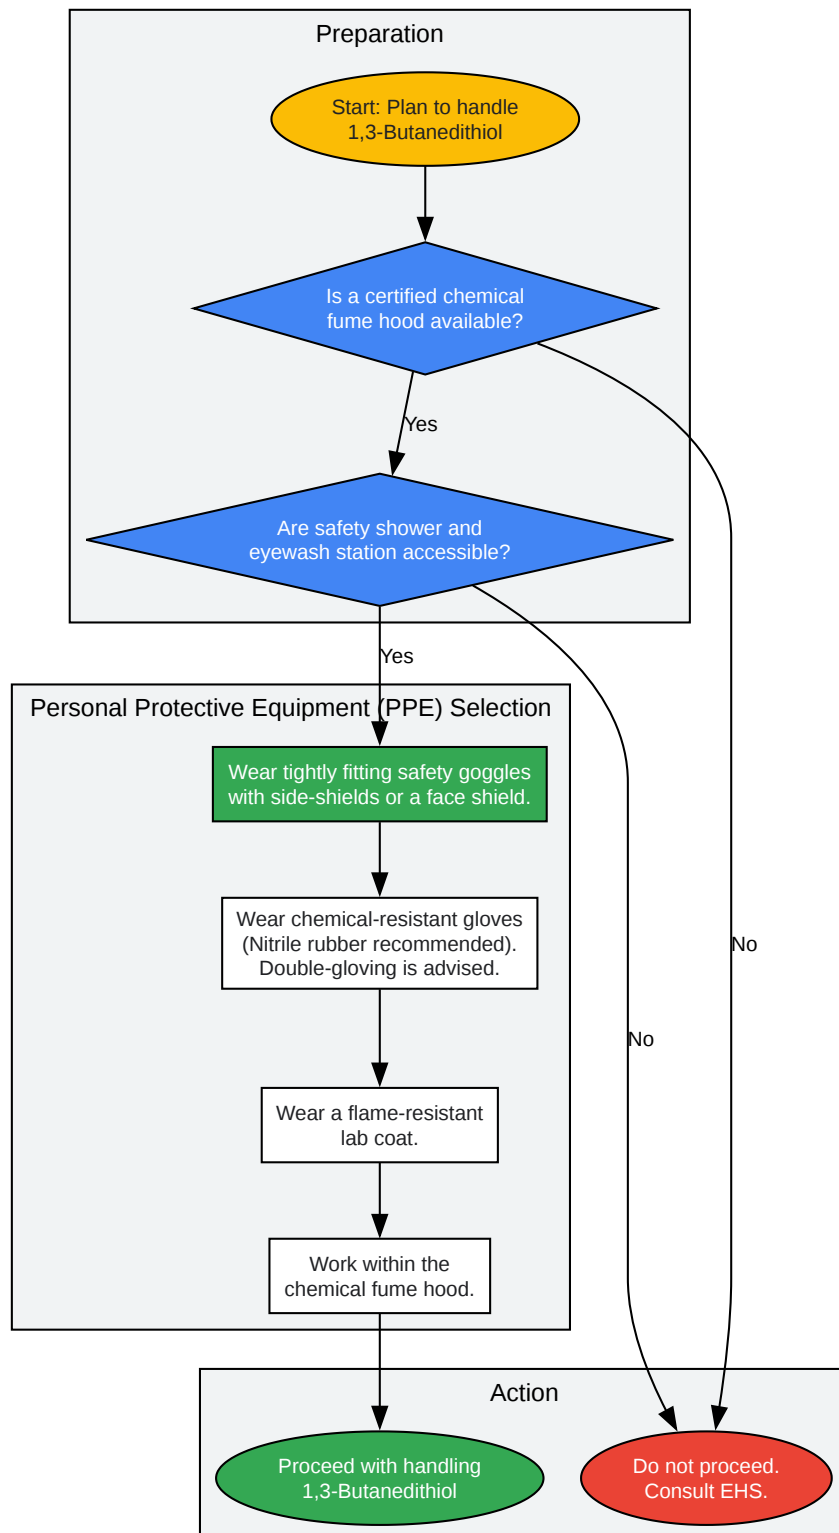 Preparation
Start: Plan to handle
1,3-Butanedithiol
Is a certified chemical
fume hood available?
Yes
Are safety shower and
eyewash station accessible?
Yes
Personal Protective Equipment (PPE) Selection
Wear tightly fitting safety goggles
with side-shields or a face shield.
Wear chemical-resistant gloves
(Nitrile rubber recommended).
Double-gloving is advised.
No
No
Wear a flame-resistant
lab coat.
Work within the
chemical fume hood.
Action
Proceed with handling
1,3-Butanedithiol
Do not proceed.
Consult EHS.